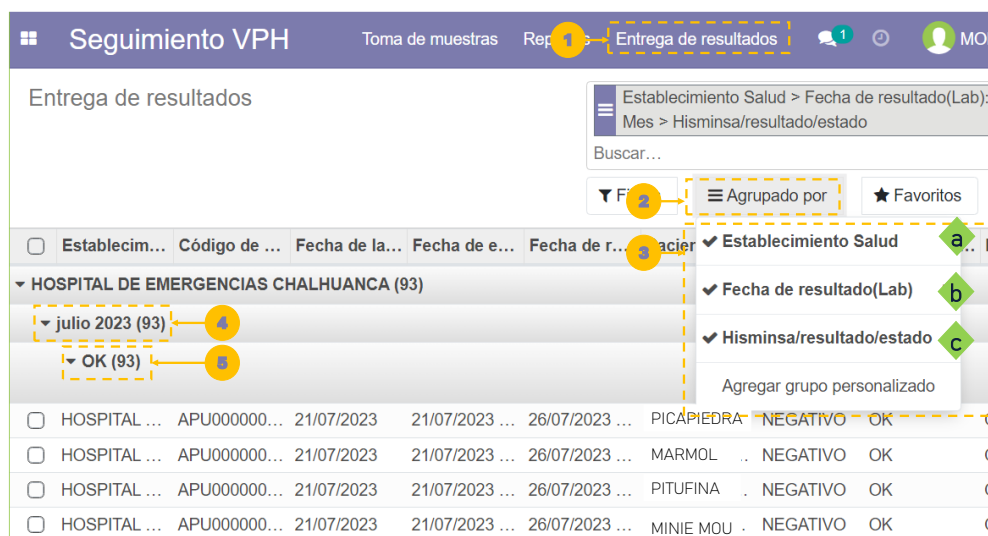 Seguimiento VPH Toma de muestras Rep 1 s Entrega de resultados 1 MO
Entrega de resultados
Establecimiento Salud > Fecha de resultado(Lab):
Mes > Hisminsa/resultado/estado
Buscar...
2 Agrupado por Favoritos
Establecim... Código de ... Fecha de la... Fecha de e... Fecha de r... 3 Establecimiento Salud a
HOSPITAL DE EMERGENCIAS CHALHUANCA (93)
Fecha de resultado(Lab) b
julio 2023 (93) 4
Hisminsa/resultado/estado c
OK (93) 5
Agregar grupo personalizado
HOSPITAL ... APU000000... 21/07/2023 21/07/2023 ... 26/07/2023 ... PICAPIEDRA NEGATIVO OK
HOSPITAL ... APU000000... 21/07/2023 21/07/2023 ... 26/07/2023 ... MARMOL .. NEGATIVO OK
HOSPITAL ... APU000000... 21/07/2023 21/07/2023 ... 26/07/2023 ... PITUFINA . NEGATIVO OK
HOSPITAL ... APU000000... 21/07/2023 21/07/2023 ... 26/07/2023 ... MINIE MOU . NEGATIVO OK